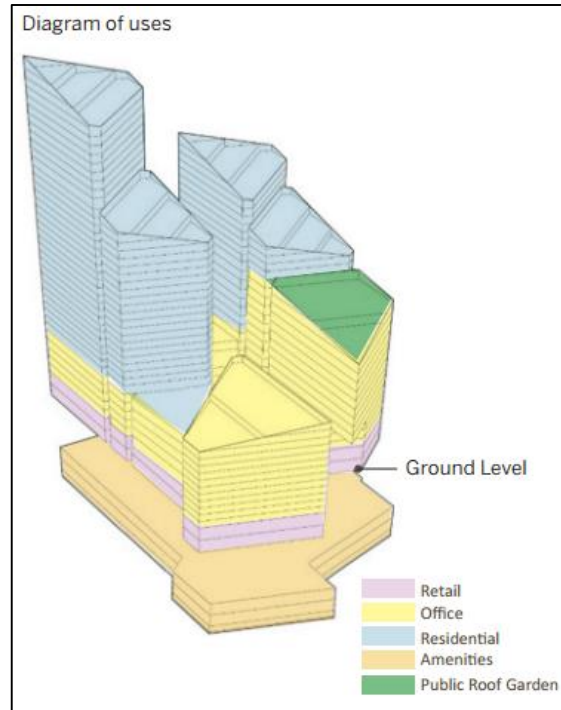 Diagram of uses
Ground Level
Retail
Office
Residential
Amenities
Public Roof Garden